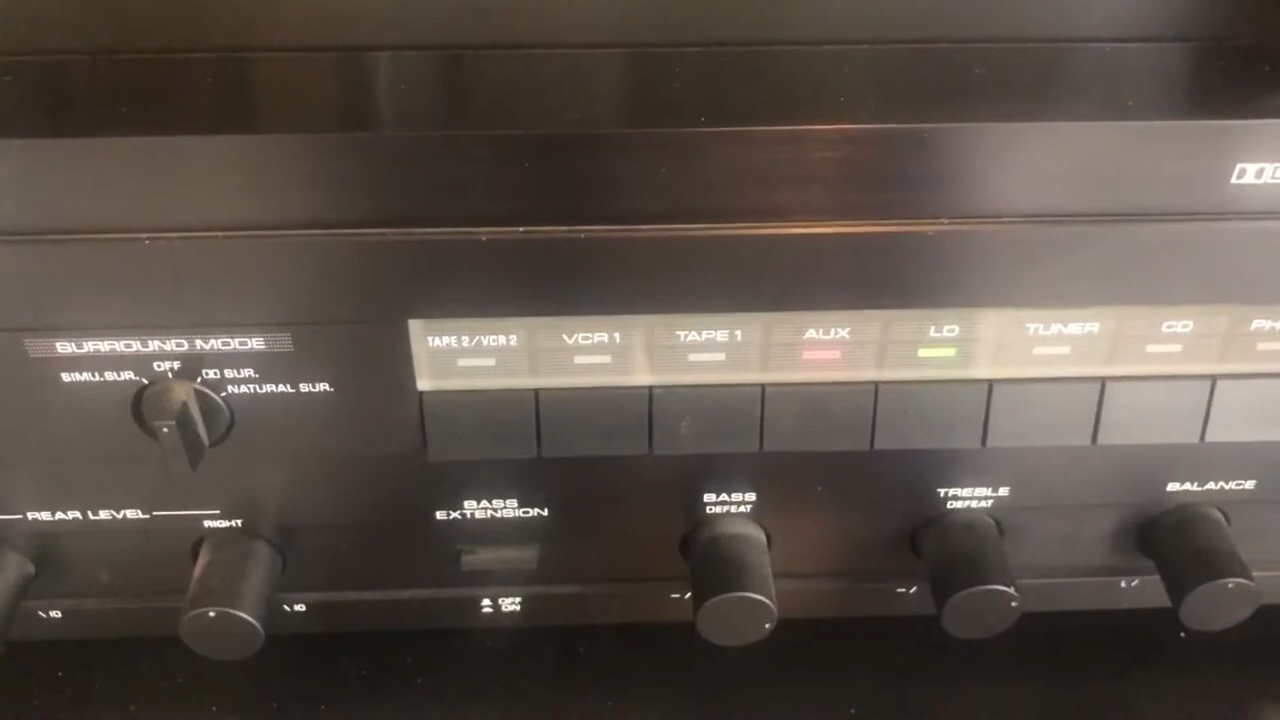 SURROUND MODE
OFF
SIMU.SUR.
SUR.
NATURAL SUR.
TAPE 2/VCR 2
VCR 1
TAPE 1
AUX
LD
TUNER
CD
REAR LEVEL
RIGHT
10
10
BASS
EXTENSION
OFF
ON
BASS
DEFEAT
TREBLE
DEFEAT
BALANCE